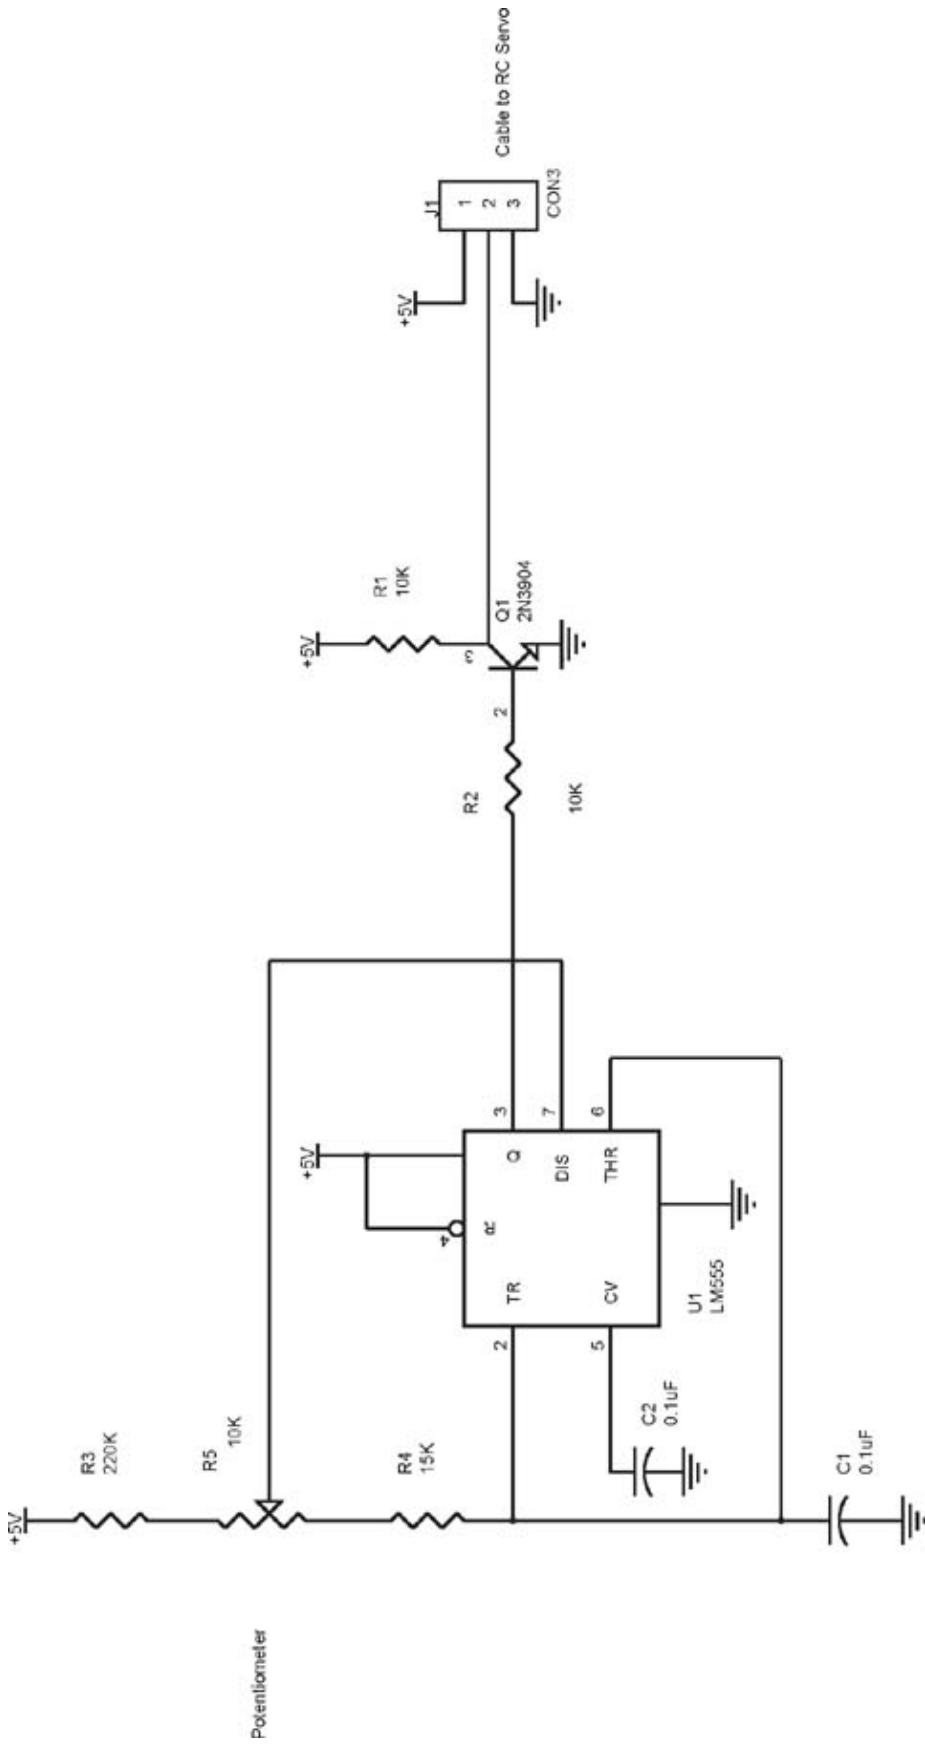 Cable to RC Servo
J1
1
2
3
CON3
+5V
R1
10K
+5V
3
Q1
2N3904
2
R2
10K
+5V
4
R
Q
3
DIS
7
THR
6
TR
2
CV
5
U1
LM555
+5V
R3
220K
R5
10K
R4
15K
C2
0.1uF
C1
0.1uF
Potentiometer